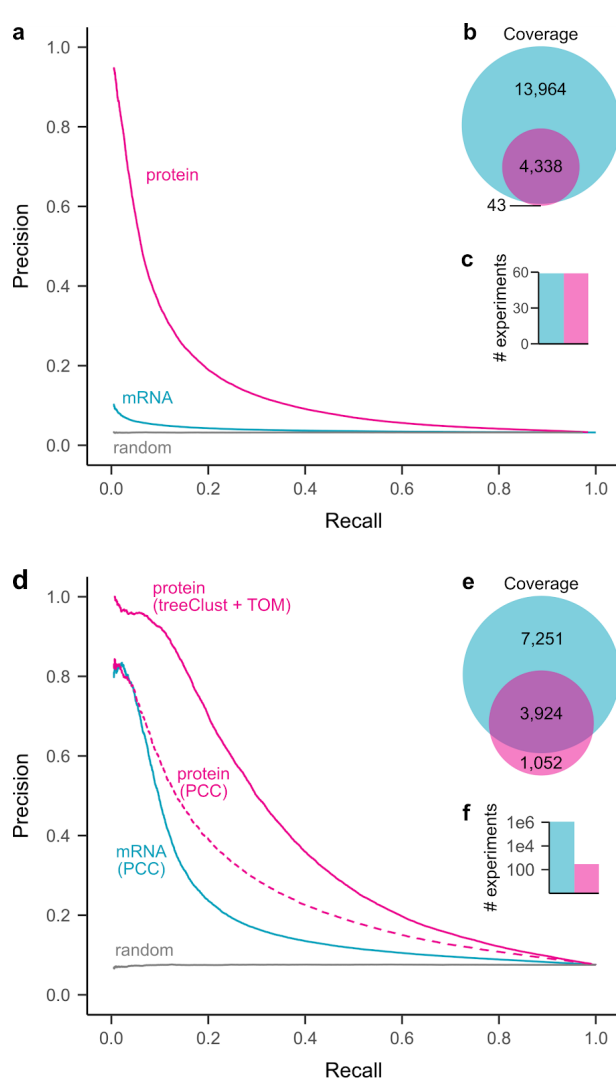 a
1.0
0.8
0.6
0.4
0.2
0.0
Precision
protein
mRNA
random
0.0 0.2 0.4 0.6 0.8 1.0
Recall
b
Coverage
13,964
4,338
43
c
# experiments
60
30
0
d
1.0
0.8
0.6
0.4
0.2
0.0
Precision
protein
(treeClust + TOM)
protein
(PCC)
mRNA
(PCC)
random
0.0 0.2 0.4 0.6 0.8 1.0
Recall
e
Coverage
7,251
3,924
1,052
f
# experiments
1e6
1e4
100